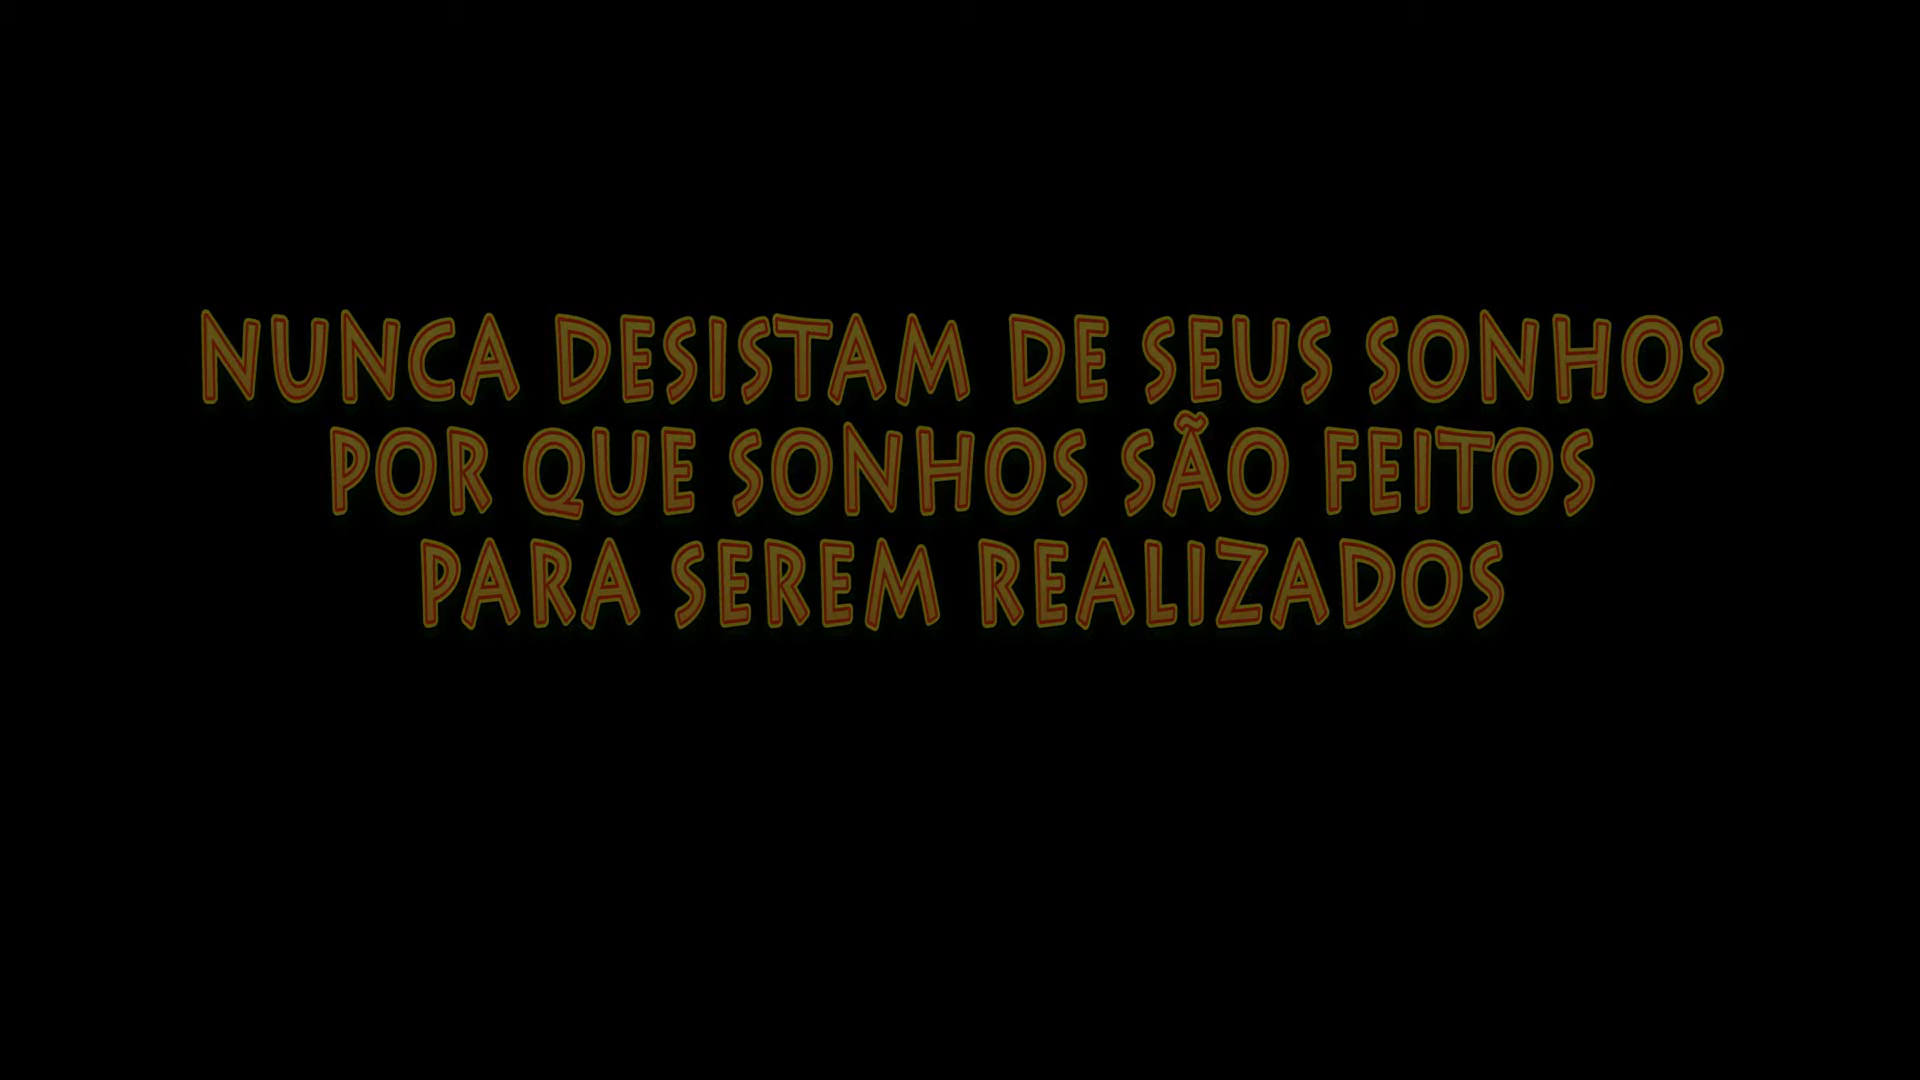 NUNCA DESISTAM DE SEUS SONHOS
POR QUE SONHOS SÃO FEITOS
PARA SEREM REALIZADOS